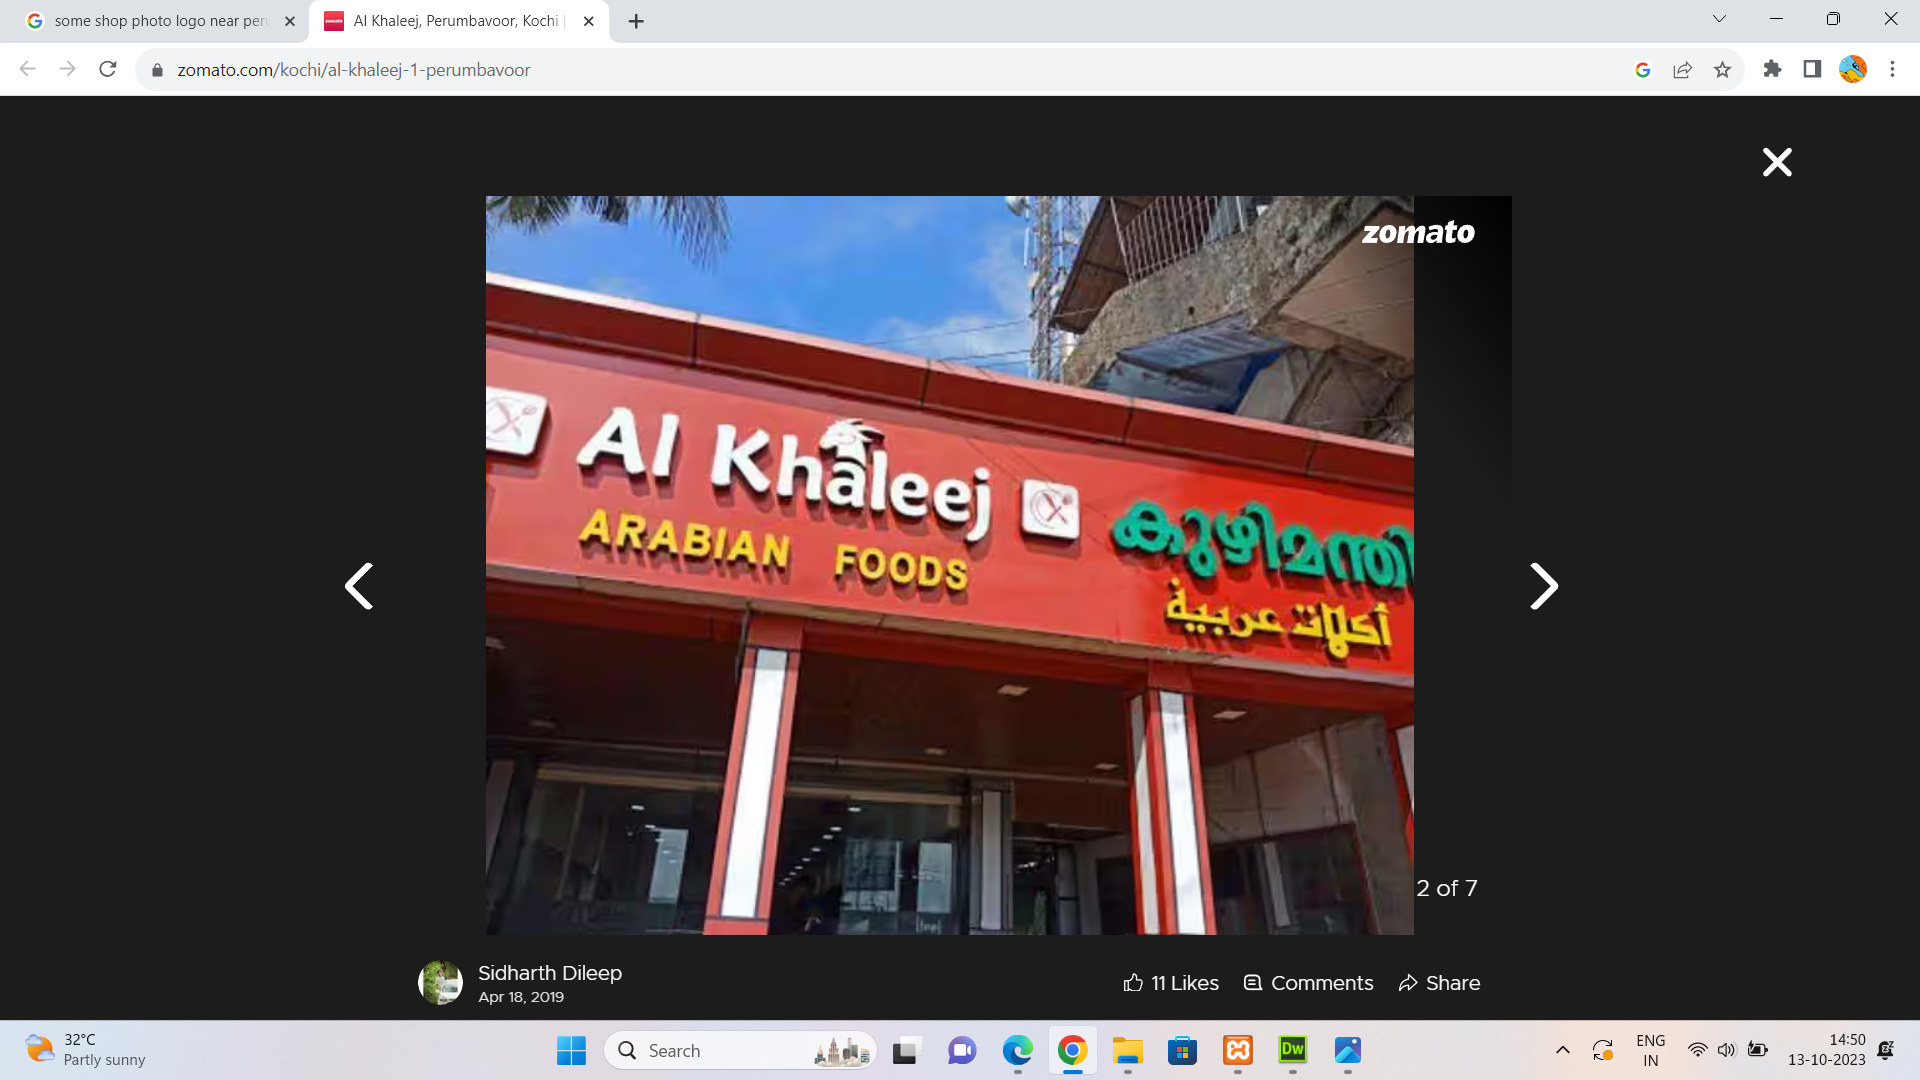 some shop photo logo near per
Al Khaleej, Perumbavoor, Kochi |
zomato.com/kochi/al-khaleej-1-perumbavoor
zomato
Al Khaleej
ARABIAN FOODS
കുഴിമന്തി
أكلات عربية
2 of 7
Sidharth Dileep
Apr 18, 2019
11 Likes
Comments
Share
32°C
Partly sunny
Search
Dw
ENG
IN
14:50
13-10-2023